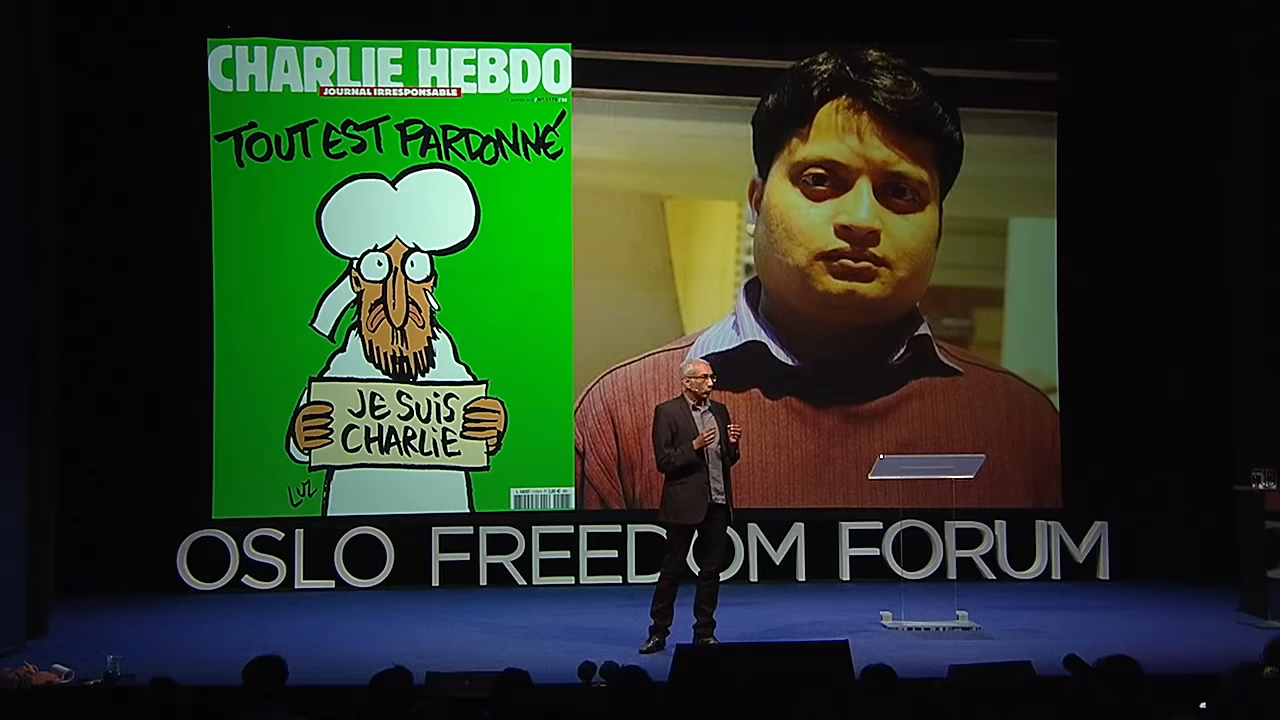 CHARLIE HEBDO
JOURNAL IRRESPONSABLE
TOUT EST PARDONNÉ
JE SUIS
CHARLIE
LUZ
OSLO FREEDOM FORUM